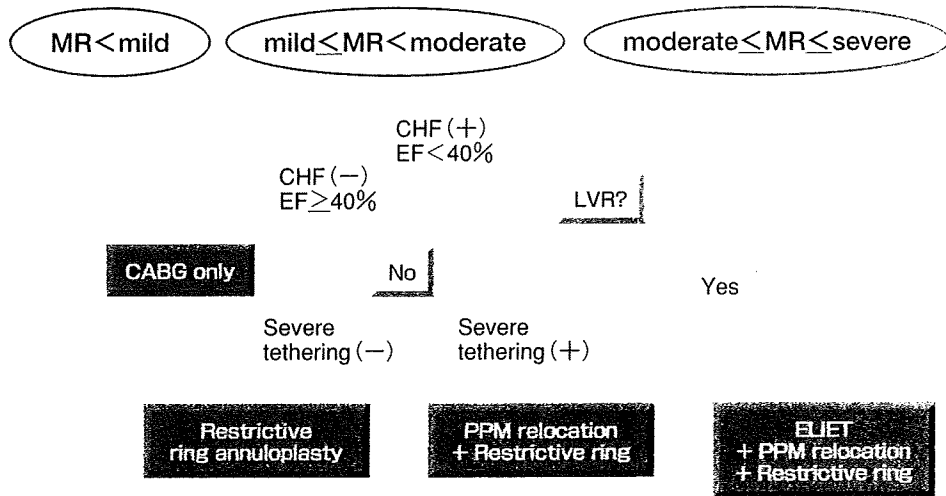 MR<mild
mild≤MR<moderate
moderate≤MR≤severe
CHF(+)
EF<40%
CHF(−)
EF≥40%
LVR?
CABG only
No
Yes
Severe
tethering(−)
Severe
tethering(+)
Restrictive
ring annuloplasty
PPM relocation
+ Restrictive ring
ELIET
+ PPM relocation
+ Restrictive ring